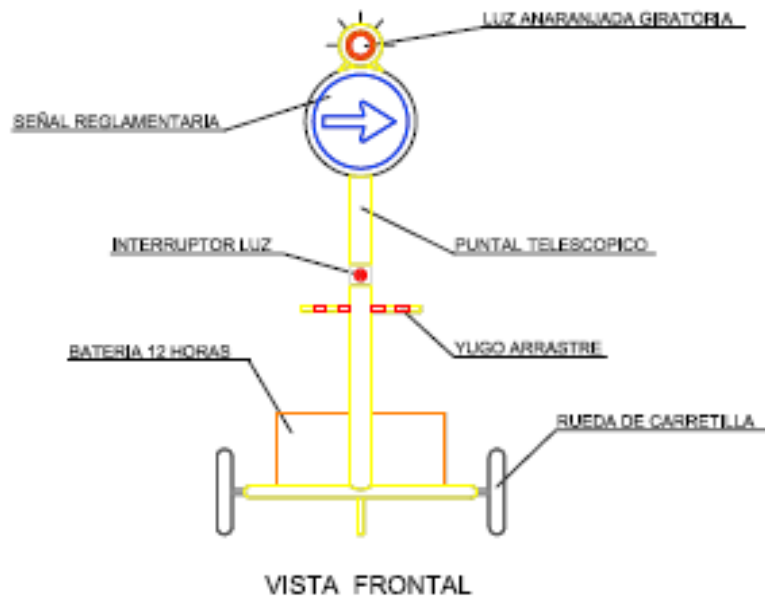 LUZ ANARANJADA GIRATORIA
SEÑAL REGLAMENTARIA
INTERRUPTOR LUZ
PUNTAL TELESCOPICO
BATERIA 12 HORAS
YUGO ARRASTRE
RUEDA DE CARRETILLA
VISTA FRONTAL